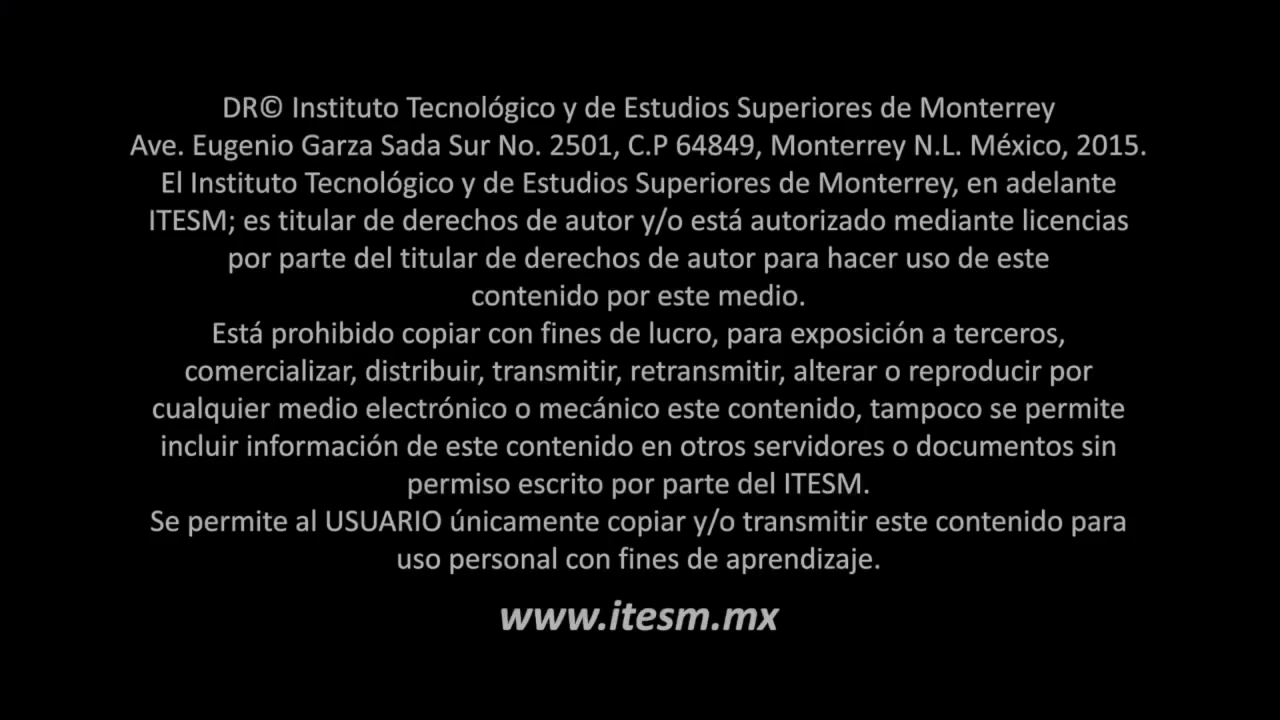 DR© Instituto Tecnológico y de Estudios Superiores de Monterrey
Ave. Eugenio Garza Sada Sur No. 2501, C.P 64849, Monterrey N.L. México, 2015.
El Instituto Tecnológico y de Estudios Superiores de Monterrey, en adelante
ITESM; es titular de derechos de autor y/o está autorizado mediante licencias
por parte del titular de derechos de autor para hacer uso de este
contenido por este medio.
Está prohibido copiar con fines de lucro, para exposición a terceros,
comercializar, distribuir, transmitir, retransmitir, alterar o reproducir por
cualquier medio electrónico o mecánico este contenido, tampoco se permite
incluir información de este contenido en otros servidores o documentos sin
permiso escrito por parte del ITESM.
Se permite al USUARIO únicamente copiar y/o transmitir este contenido para
uso personal con fines de aprendizaje.
www.itesm.mx